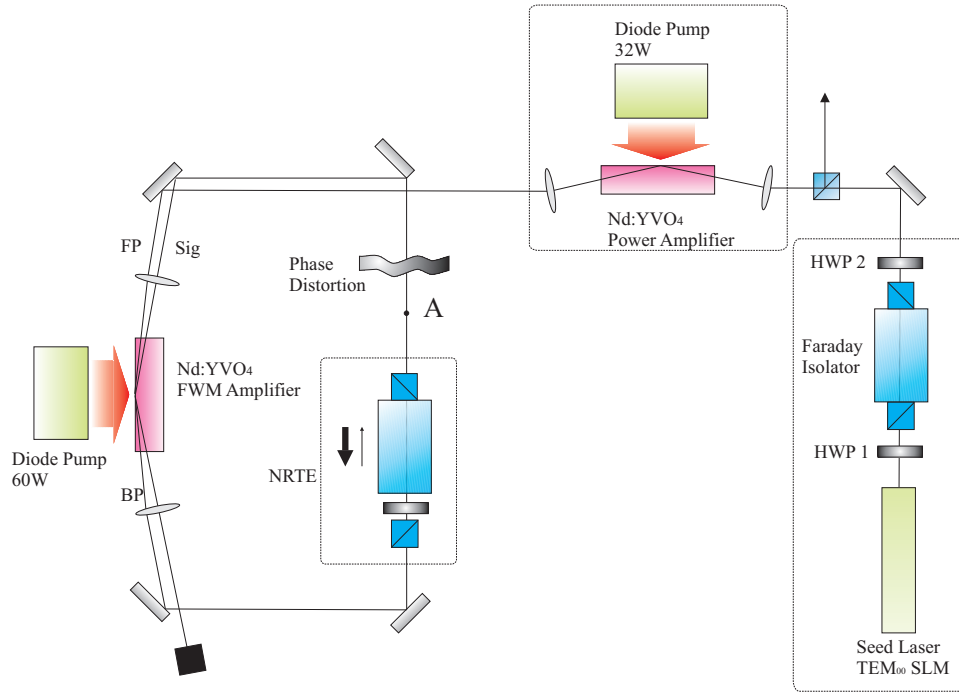 Diode Pump
32W
Nd:YVO₄
Power Amplifier
FP
Sig
Phase
Distortion
A
HWP 2
Faraday
Isolator
HWP 1
Nd:YVO₄
FWM Amplifier
Diode Pump
60W
NRTE
BP
Seed Laser
TEM₀₀ SLM